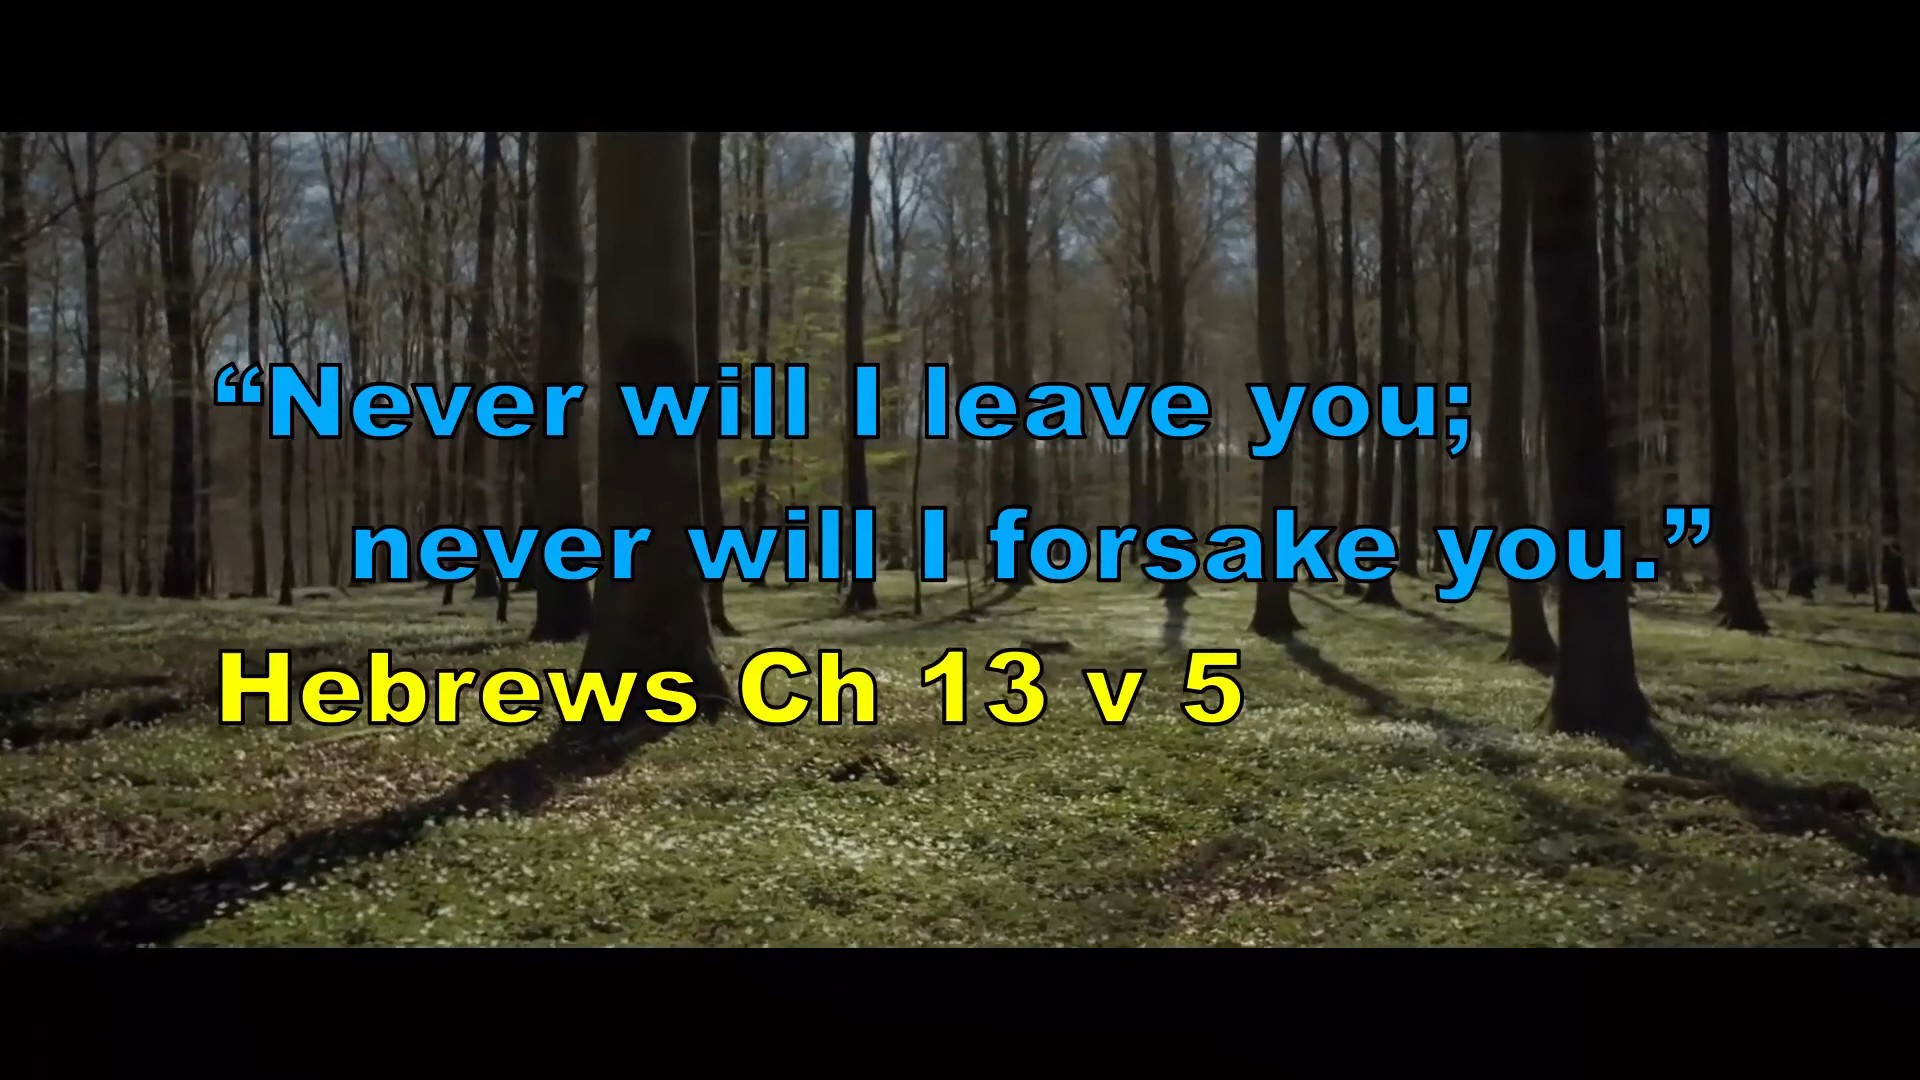 “Never will I leave you;
never will I forsake you.”
Hebrews Ch 13 v 5